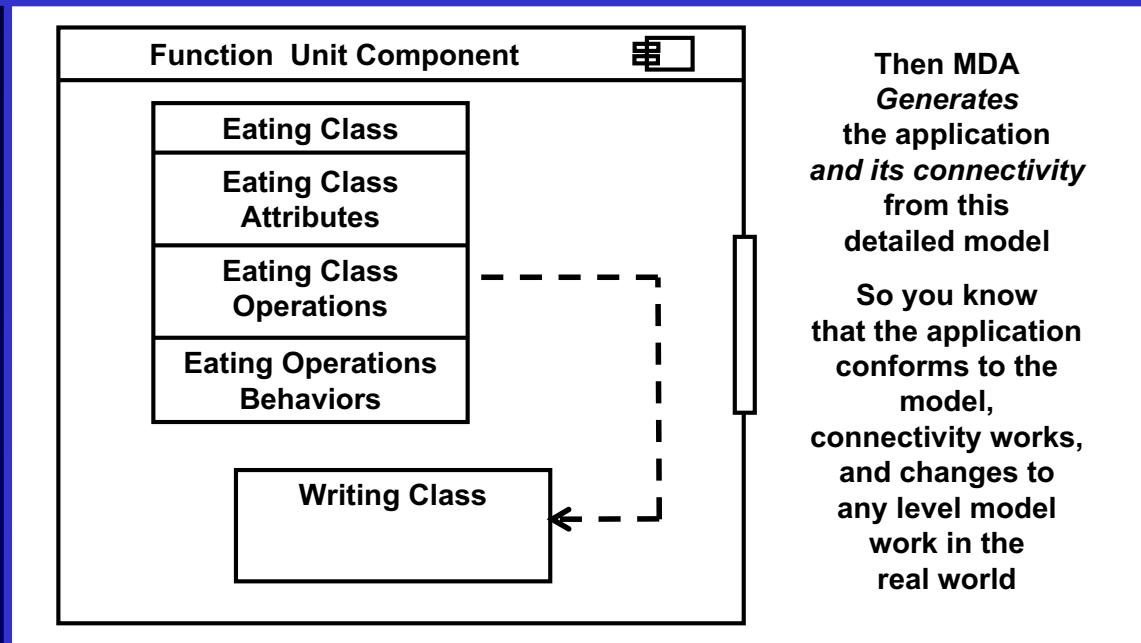 Function  Unit Component
Eating Class
Eating Class
Attributes
Eating Class
Operations
Eating Operations
Behaviors
Writing Class
Then MDA
Generates
the application
and its connectivity
from this
detailed model
So you know
that the application
conforms to the
model,
connectivity works,
and changes to
any level model
work in the
real world